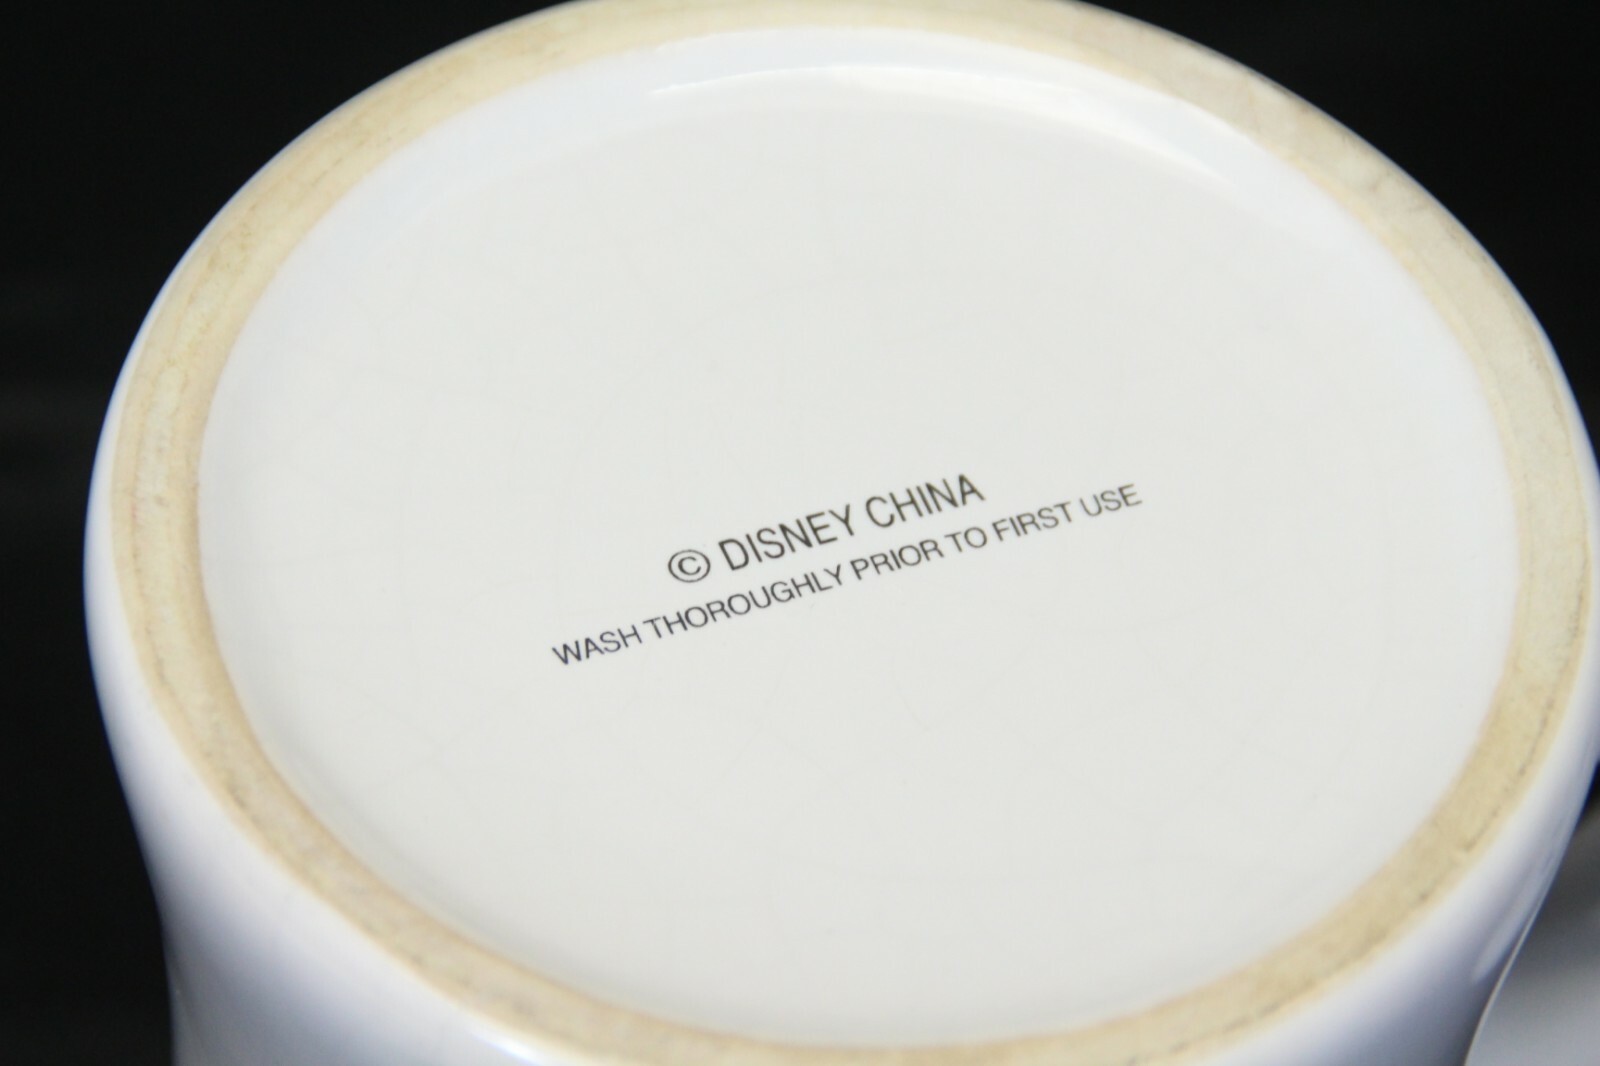 © DISNEY CHINA
WASH THOROUGHLY PRIOR TO FIRST USE